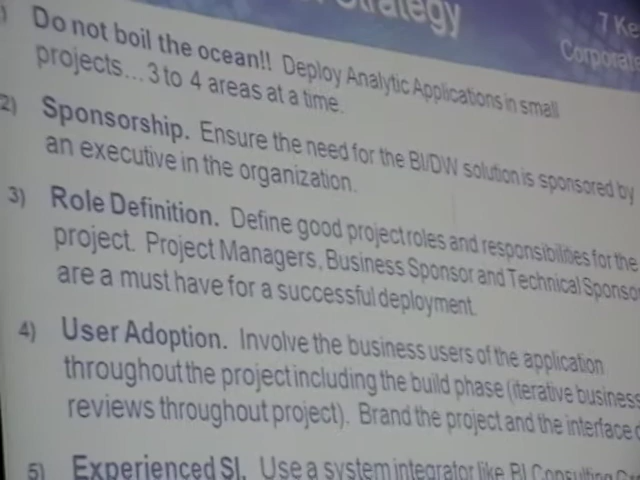 Strategy
7 Ke
Corporate
) Do not boil the ocean!! Deploy Analytic Applications in small
projects... 3 to 4 areas at a time.
2) Sponsorship. Ensure the need for the BI/DW solution is sponsored by
an executive in the organization.
3) Role Definition. Define good project roles and responsibilities for the
project. Project Managers, Business Sponsor and Technical Sponsor
are a must have for a successful deployment.
4) User Adoption. Involve the business users of the application
throughout the project including the build phase (iterative business
reviews throughout project). Brand the project and the interface
5) Experienced SI. Use a system integrator like BI Consulting